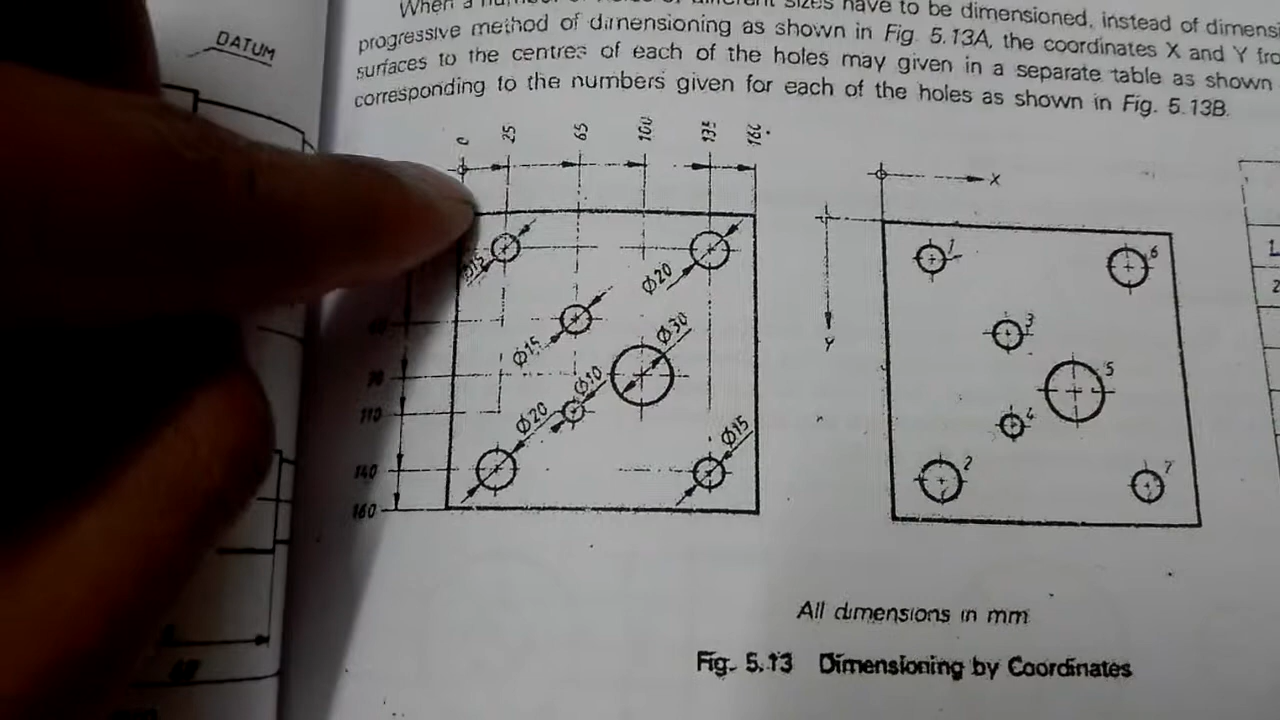 DATUM
When a sizes have to be dimensioned, instead of
progressive method of dimensioning as shown in Fig. 5.13A, the coordinates X and Y
surfaces to the centres of each of the holes may given in a separate table as shown
corresponding to the numbers given for each of the holes as shown in Fig. 5.13B.
0 25 65 100 135 160
X
1 6
1
Ø15
Ø20
2
3
Y
Ø15
Ø30
5
Ø10
110
Ø20
4
Ø15
140
2
7
160
All dimensions in mm
Fig. 5.13 Dimensioning by Coordinates